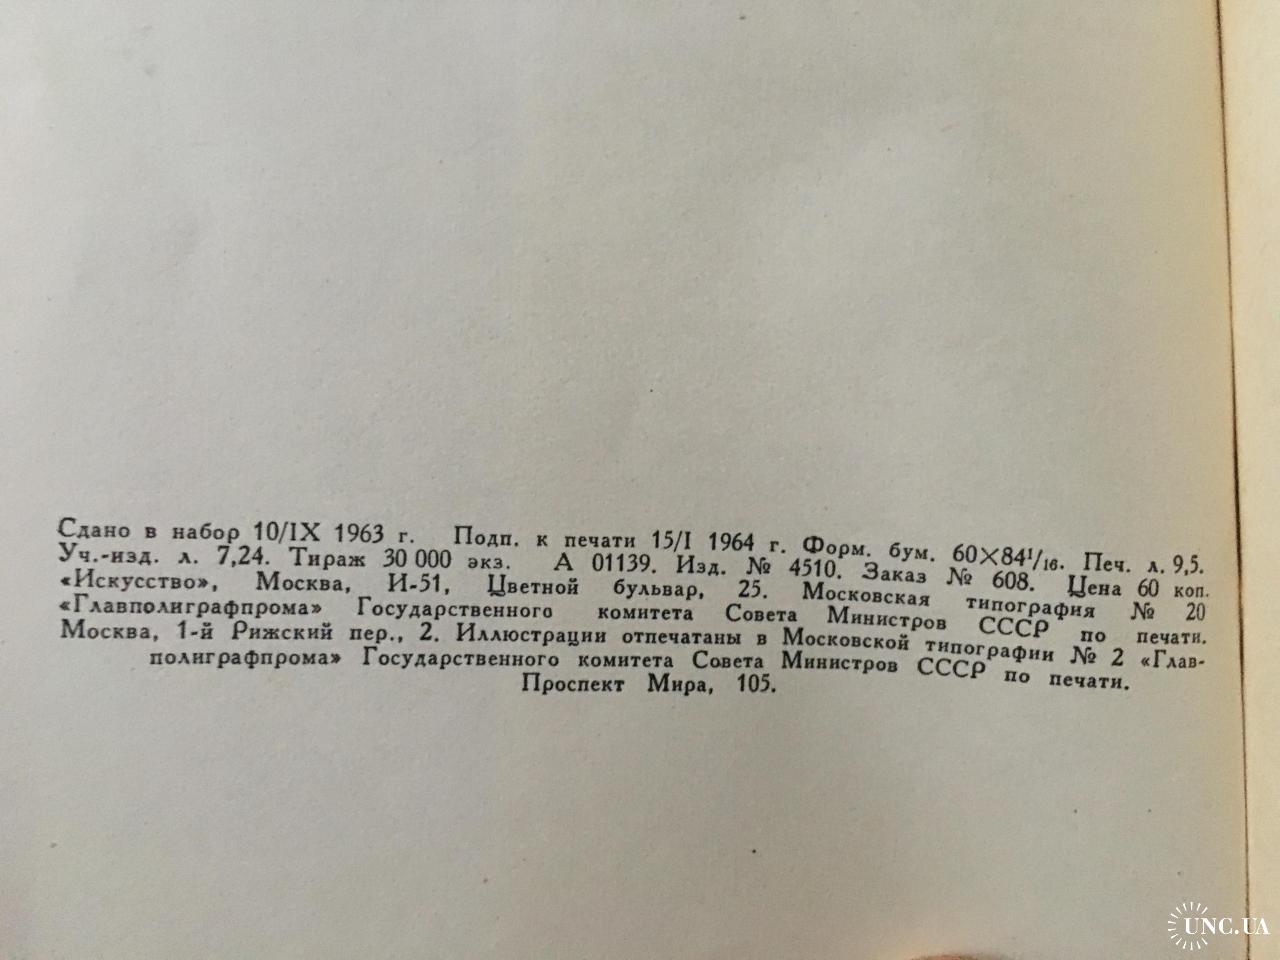 Сдано в набор 10/IX 1963 г. Подп. к печати 15/I 1964 г. Форм. бум. 60×84¹/₁₆. Печ. л. 9,5.
Уч.-изд. л. 7,24. Тираж 30 000 экз. А 01139. Изд. № 4510. Заказ № 608. Цена 60 коп.
«Искусство», Москва, И-51, Цветной бульвар, 25. Московская типография № 20
«Главполиграфпрома» Государственного комитета Совета Министров СССР по печати.
Москва, 1-й Рижский пер., 2. Иллюстрации отпечатаны в Московской типографии № 2 «Глав-
полиграфпрома» Государственного комитета Совета Министров СССР по печати.
Проспект Мира, 105.
UNC.UA